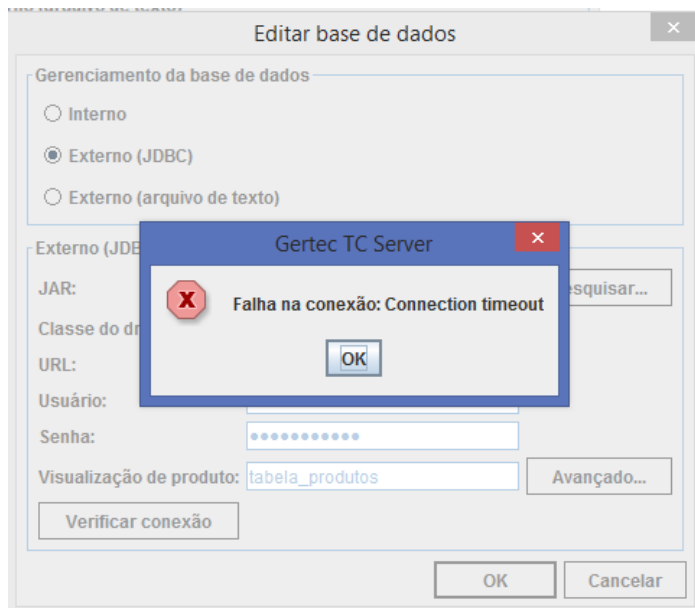 Editar base de dados
Gerenciamento da base de dados
Interno
Externo (JDBC)
Externo (arquivo de texto)
Gertec TC Server
Externo (JDB
JAR:
esquisar...
Falha na conexão: Connection timeout
Classe do dr
URL:
OK
Usuário:
Senha:
Visualização de produto: tabela_produtos Avançado...
Verificar conexão
OK Cancelar